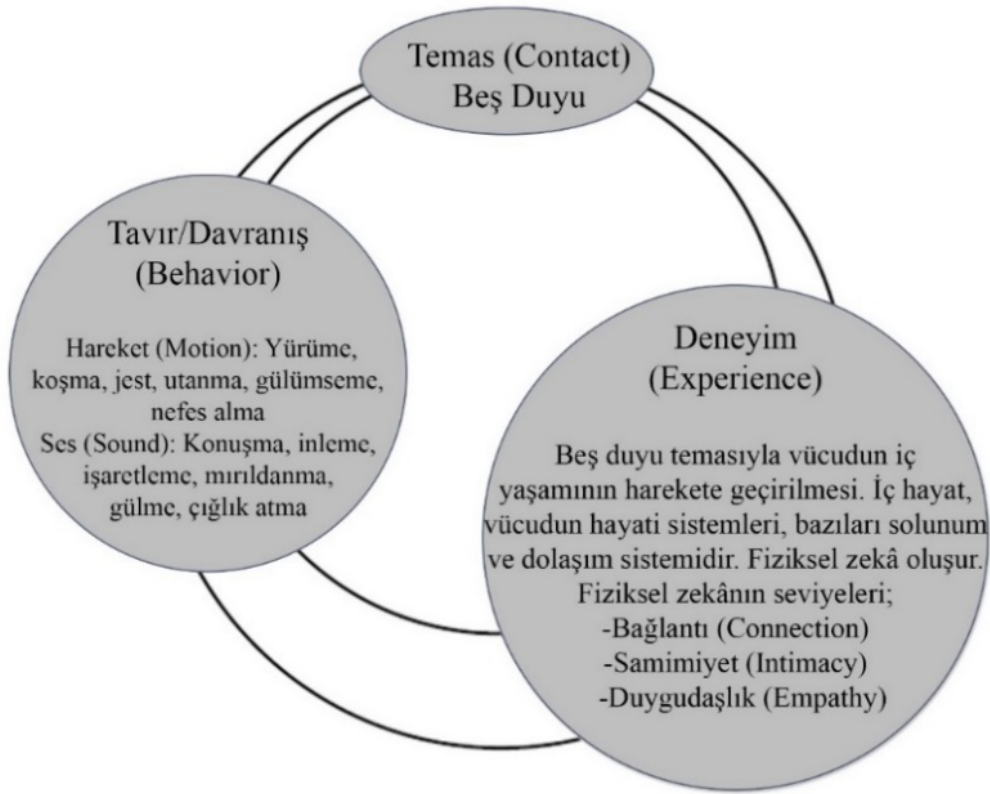 Temas (Contact)
Beş Duyu
Tavır/Davranış
(Behavior)
Hareket (Motion): Yürüme,
koşma, jest, utanma, gülümseme,
nefes alma
Ses (Sound): Konuşma, inleme,
işaretleme, mırıldanma,
gülme, çığlık atma
Deneyim
(Experience)
Beş duyu temasıyla vücudun iç
yaşamının harekete geçirilmesi. İç hayat,
vücudun hayati sistemleri, bazıları solunum
ve dolaşım sistemidir. Fiziksel zekâ oluşur.
Fiziksel zekânın seviyeleri;
-Bağlantı (Connection)
-Samimiyet (Intimacy)
-Duygudaşlık (Empathy)